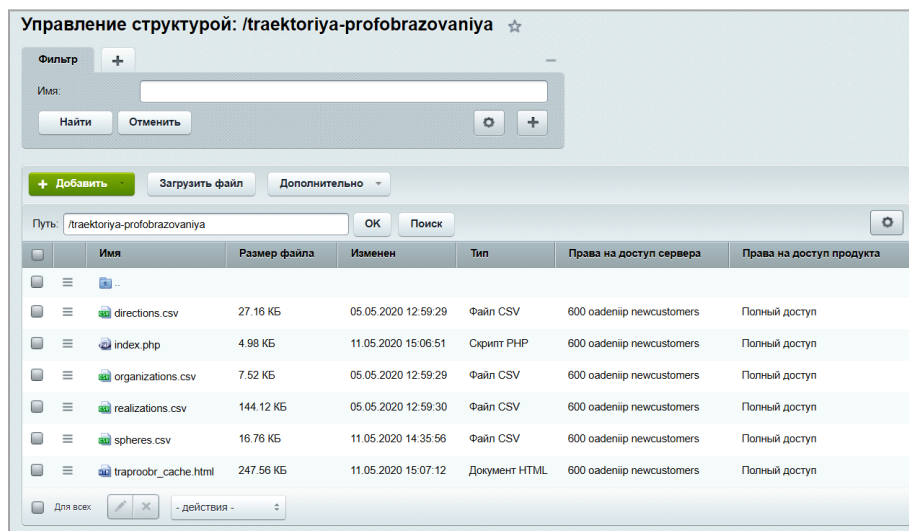 Управление структурой: /traektoriya-profobrazovaniya
Фильтр
Имя:
Найти Отменить
Добавить Загрузить файл Дополнительно
Путь: /traektoriya-profobrazovaniya OK Поиск
Имя Размер файла Изменен Тип Права на доступ сервера Права на доступ продукта
..
directions.csv 27.16 КБ 05.05.2020 12:59:29 Файл CSV 600 oadeniip newcustomers Полный доступ
index.php 4.98 КБ 11.05.2020 15:06:51 Скрипт PHP 600 oadeniip newcustomers Полный доступ
organizations.csv 7.52 КБ 05.05.2020 12:59:29 Файл CSV 600 oadeniip newcustomers Полный доступ
realizations.csv 144.12 КБ 05.05.2020 12:59:30 Файл CSV 600 oadeniip newcustomers Полный доступ
spheres.csv 16.76 КБ 11.05.2020 14:35:56 Файл CSV 600 oadeniip newcustomers Полный доступ
traproobr_cache.html 247.56 КБ 11.05.2020 15:07:12 Документ HTML 600 oadeniip newcustomers Полный доступ
Для всех - действия -